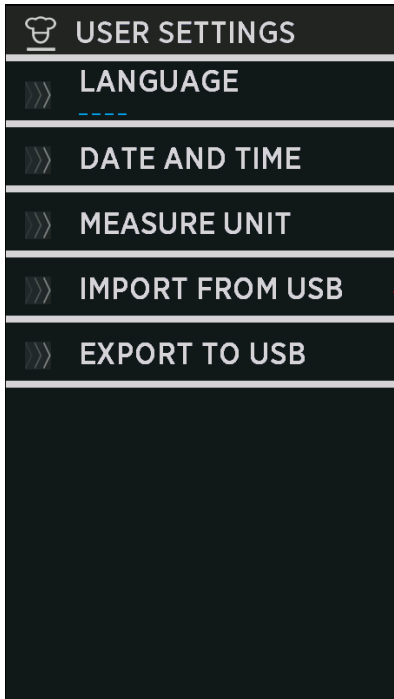 USER SETTINGS
LANGUAGE
----
DATE AND TIME
MEASURE UNIT
IMPORT FROM USB
EXPORT TO USB